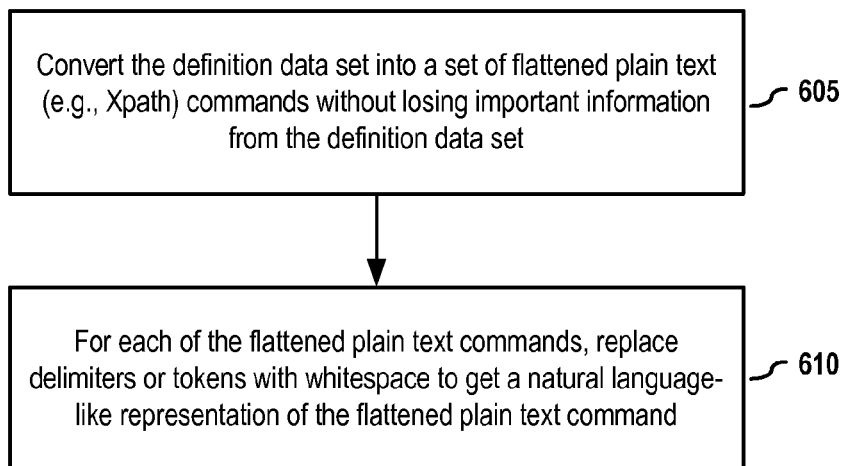 Convert the definition data set into a set of flattened plain text
(e.g., Xpath) commands without losing important information
from the definition data set
605
For each of the flattened plain text commands, replace
delimiters or tokens with whitespace to get a natural language-
like representation of the flattened plain text command
610